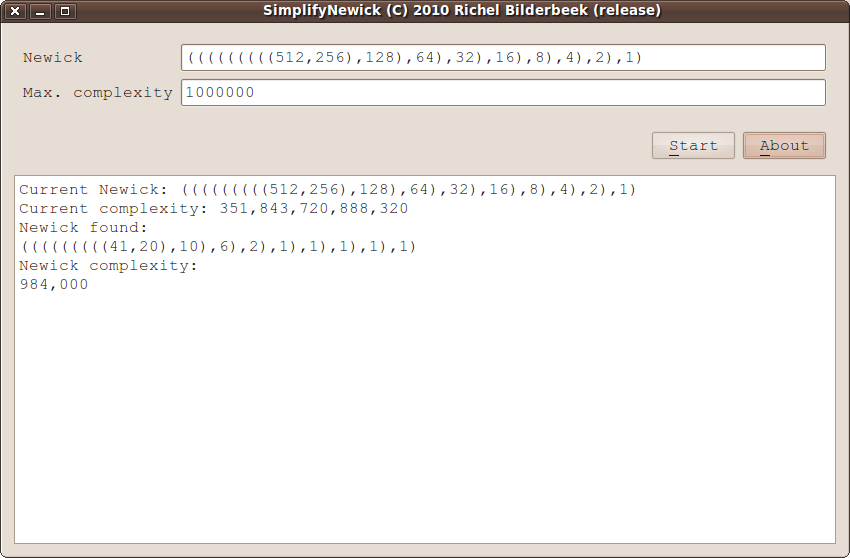 SimplifyNewick (C) 2010 Richel Bilderbeek (release)
Newick (((((((((512,256),128),64),32),16),8),4),2),1)
Max. complexity 1000000
Start About
Current Newick: (((((((((512,256),128),64),32),16),8),4),2),1)
Current complexity: 351,843,720,888,320
Newick found:
(((((((((41,20),10),6),2),1),1),1),1),1)
Newick complexity:
984,000